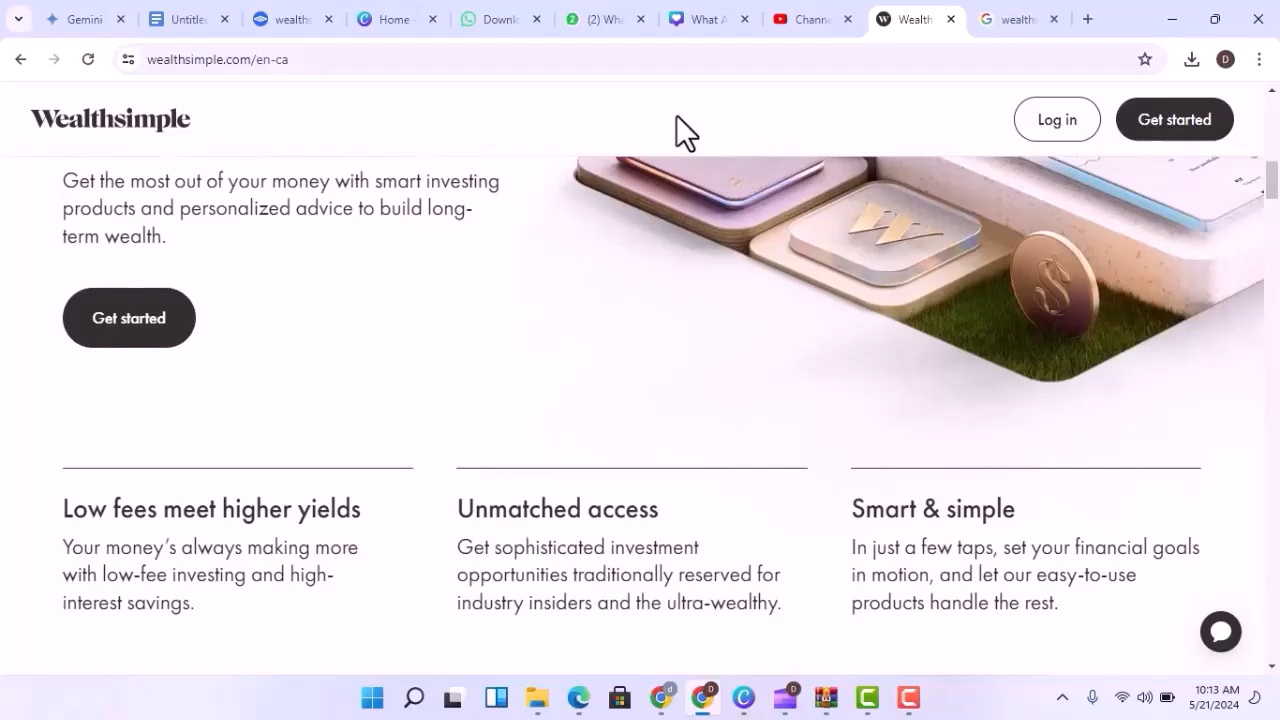 Gemini
Untitled
wealths
Home -
Downl
(2) Wha
What A
Chann
Wealth
wealths
wealthsimple.com/en-ca
D
Wealthsimple
Log in
Get started
Get the most out of your money with smart investing
products and personalized advice to build long-
term wealth.
W
S
Get started
Low fees meet higher yields
Unmatched access
Smart & simple
Your money's always making more
with low-fee investing and high-
interest savings.
Get sophisticated investment
opportunities traditionally reserved for
industry insiders and the ultra-wealthy.
In just a few taps, set your financial goals
in motion, and let our easy-to-use
products handle the rest.
10:13 AM
5/21/2024